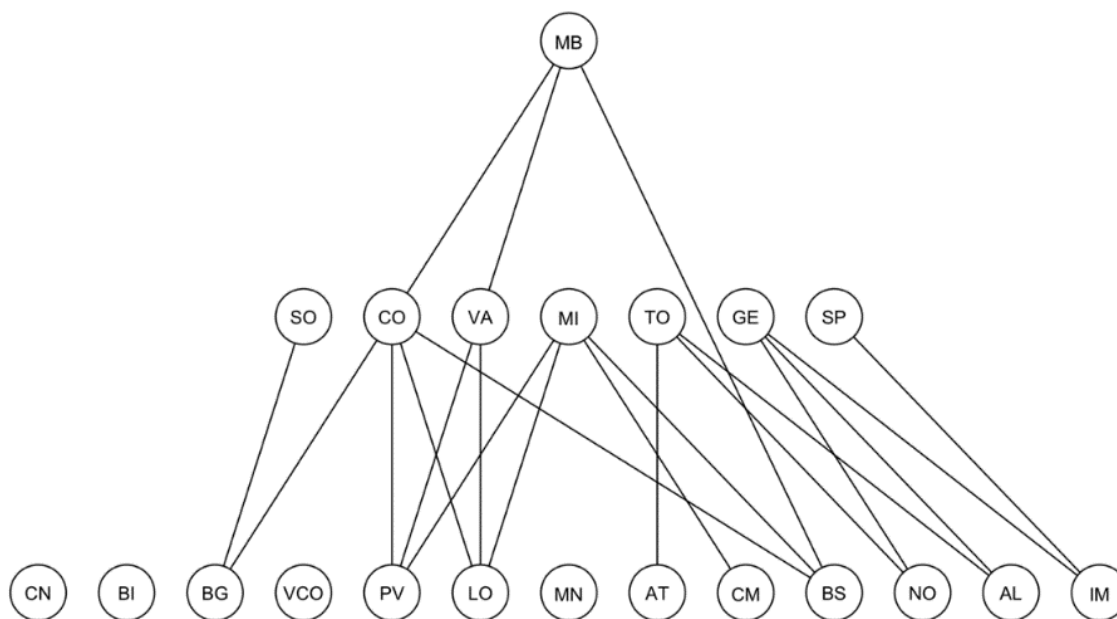 MB
SO CO VA MI TO GE SP
CN BI BG VCO PV LO MN AT CM BS NO AL IM